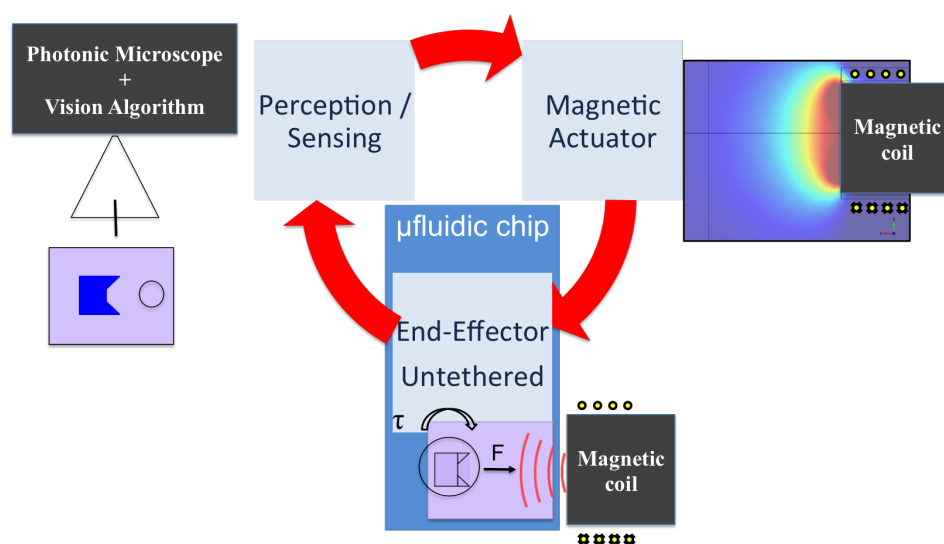 Photonic Microscope
+
Vision Algorithm
Perception /
Sensing
Magnetic
Actuator
Magnetic
coil
µfluidic chip
End-Effector
Untethered
τ
F
Magnetic
coil